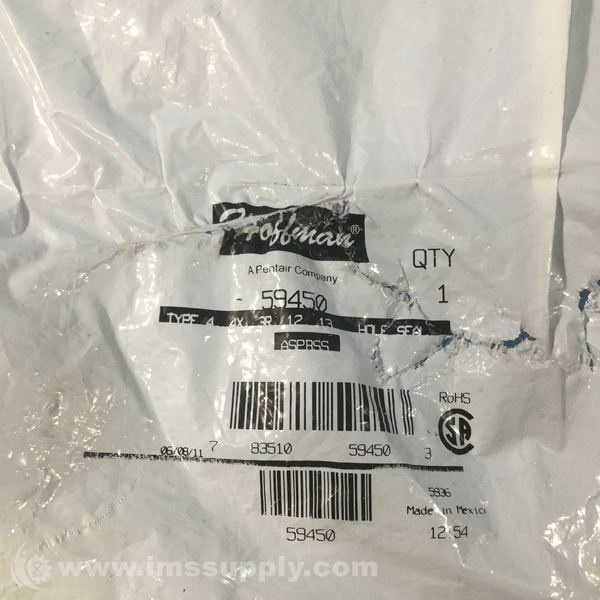 Hoffman®
A Pentair Company
QTY
59450
1
TYPE 4, 4X, 3R, 12, 13 HOLE SEAL
ASPBSS
RoHS
06/08/11 7 83510 59450 3
5936
Made in Mexico
59450
12:54
www.imssupply.com